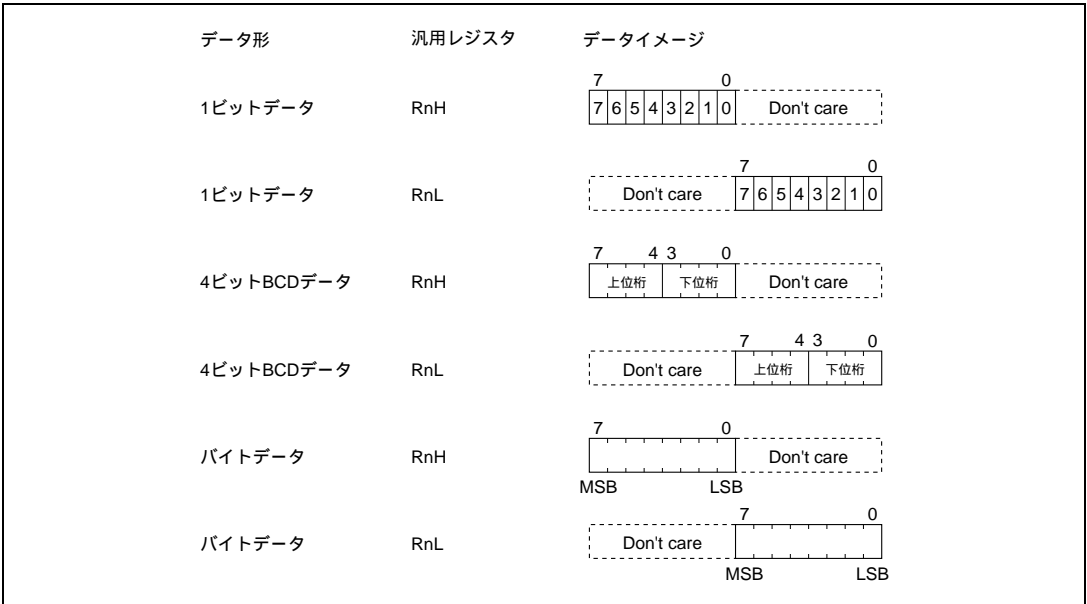 データ形 汎用レジスタ データイメージ
7 0
1ビットデータ RnH 7 6 5 4 3 2 1 0 Don't care
7 0
1ビットデータ RnL Don't care 7 6 5 4 3 2 1 0
7 4 3 0
4ビットBCDデータ RnH 上位桁 下位桁 Don't care
7 4 3 0
4ビットBCDデータ RnL Don't care 上位桁 下位桁
7 0
バイトデータ RnH Don't care
MSB LSB
7 0
バイトデータ RnL Don't care
MSB LSB